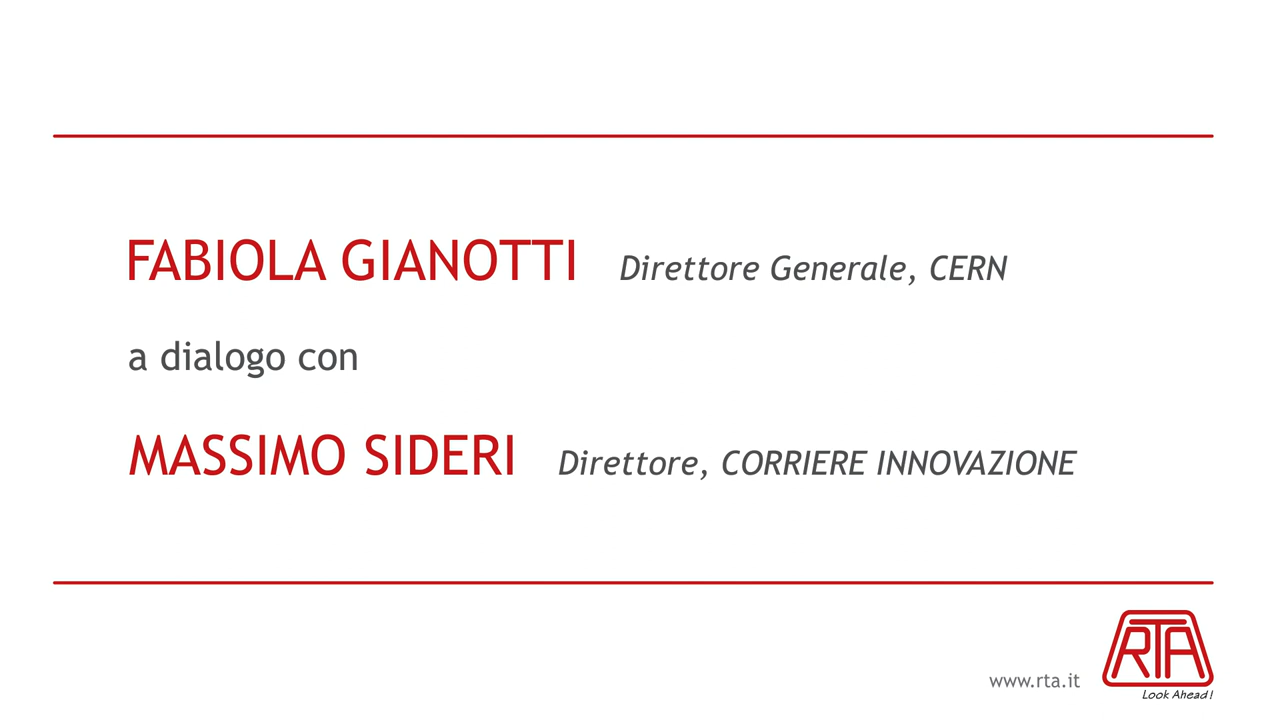 FABIOLA GIANOTTI Direttore Generale, CERN
a dialogo con
MASSIMO SIDERI Direttore, CORRIERE INNOVAZIONE
www.rta.it
RTA
Look Ahead!